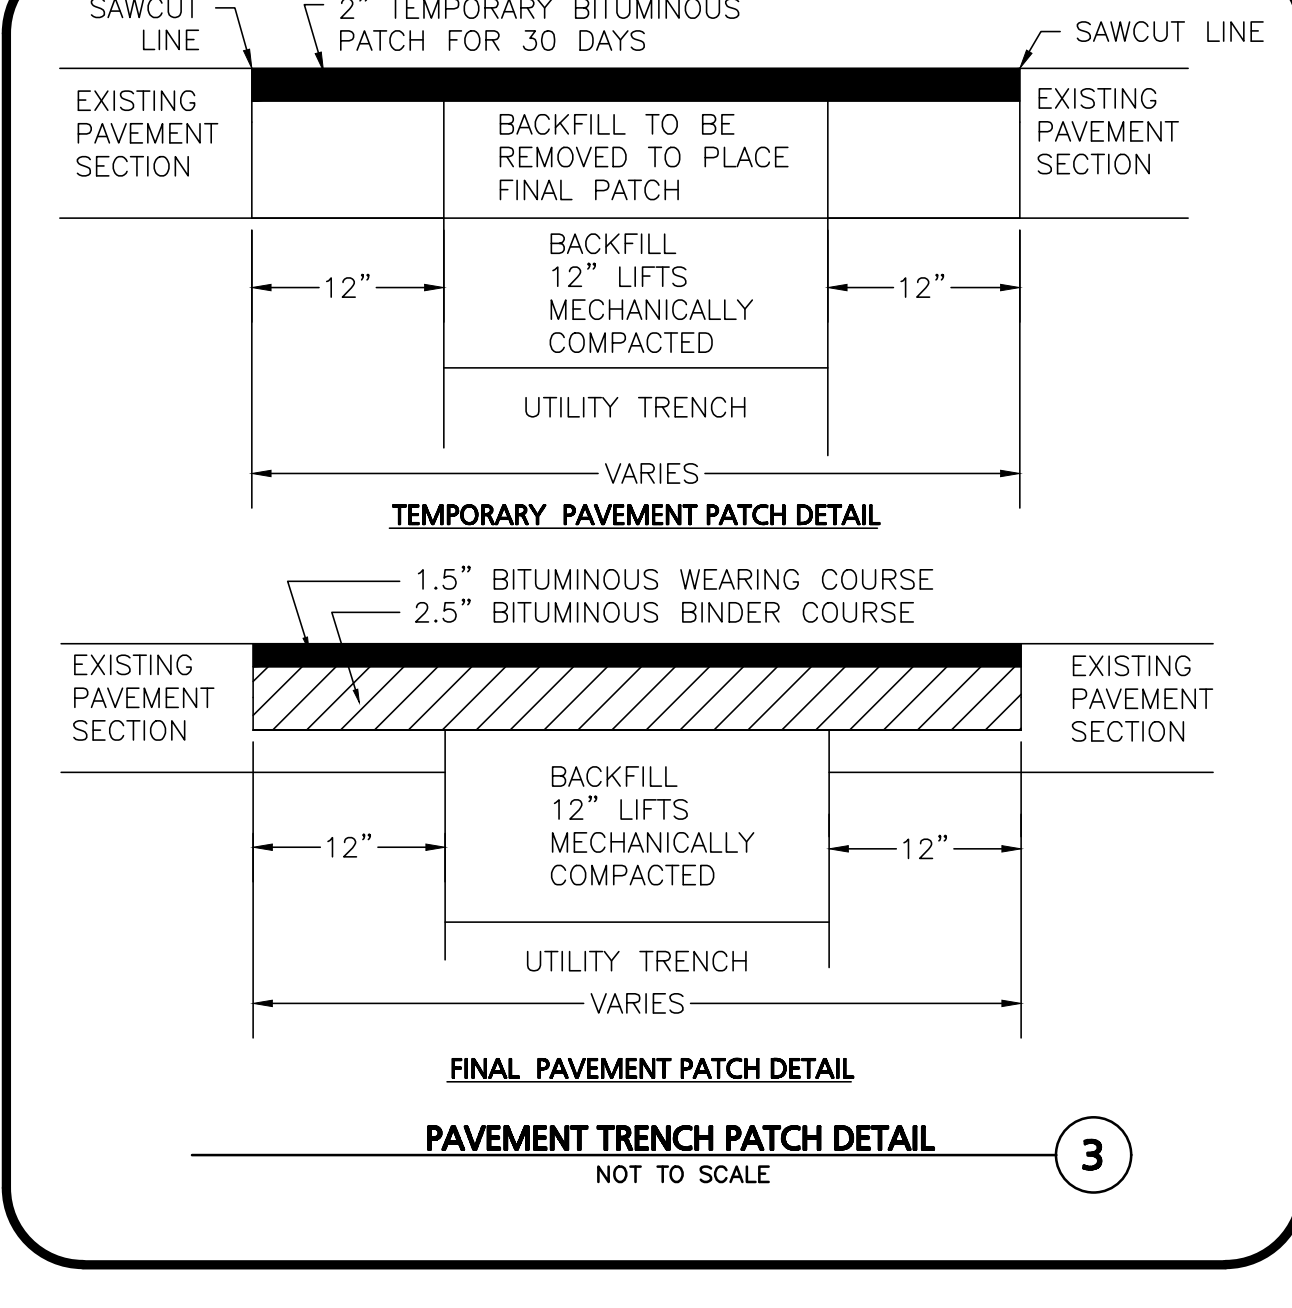 SAWCUT
LINE
2" TEMPORARY BITUMINOUS
PATCH FOR 30 DAYS
SAWCUT LINE
EXISTING
PAVEMENT
SECTION
BACKFILL TO BE
REMOVED TO PLACE
FINAL PATCH
EXISTING
PAVEMENT
SECTION
BACKFILL
12" LIFTS
MECHANICALLY
COMPACTED
12"
12"
UTILITY TRENCH
VARIES
TEMPORARY PAVEMENT PATCH DETAIL
1.5" BITUMINOUS WEARING COURSE
2.5" BITUMINOUS BINDER COURSE
EXISTING
PAVEMENT
SECTION
EXISTING
PAVEMENT
SECTION
BACKFILL
12" LIFTS
MECHANICALLY
COMPACTED
12"
12"
UTILITY TRENCH
VARIES
FINAL PAVEMENT PATCH DETAIL
PAVEMENT TRENCH PATCH DETAIL
3
NOT TO SCALE